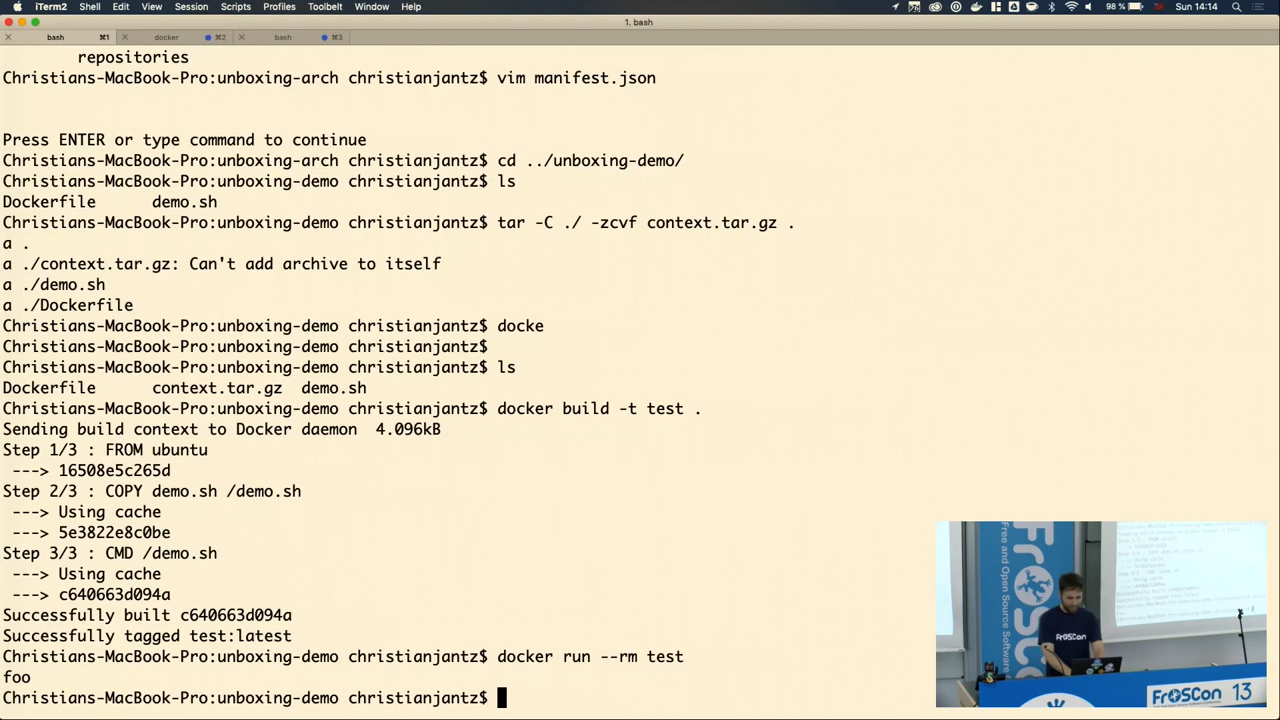 iTerm2 Shell Edit View Session Scripts Profiles Toolbelt Window Help 98 % Sun 14:14
1. bash
bash ⌘1 docker ⌘2 bash ⌘3
repositories
Christians-MacBook-Pro:unboxing-arch christianjantz$ vim manifest.json
Press ENTER or type command to continue
Christians-MacBook-Pro:unboxing-arch christianjantz$ cd ../unboxing-demo/
Christians-MacBook-Pro:unboxing-demo christianjantz$ ls
Dockerfile demo.sh
Christians-MacBook-Pro:unboxing-demo christianjantz$ tar -C ./ -zcvf context.tar.gz .
a .
a ./context.tar.gz: Can't add archive to itself
a ./demo.sh
a ./Dockerfile
Christians-MacBook-Pro:unboxing-demo christianjantz$ docke
Christians-MacBook-Pro:unboxing-demo christianjantz$
Christians-MacBook-Pro:unboxing-demo christianjantz$ ls
Dockerfile context.tar.gz demo.sh
Christians-MacBook-Pro:unboxing-demo christianjantz$ docker build -t test .
Sending build context to Docker daemon 4.096kB
Step 1/3 : FROM ubuntu
---> 16508e5c265d
Step 2/3 : COPY demo.sh /demo.sh
---> Using cache
---> 5e3822e8c0be
Step 3/3 : CMD /demo.sh
---> Using cache
---> c640663d094a
Successfully built c640663d094a
Successfully tagged test:latest
Christians-MacBook-Pro:unboxing-demo christianjantz$ docker run --rm test
foo
Christians-MacBook-Pro:unboxing-demo christianjantz$
FrOSCon
FrOSCon 13